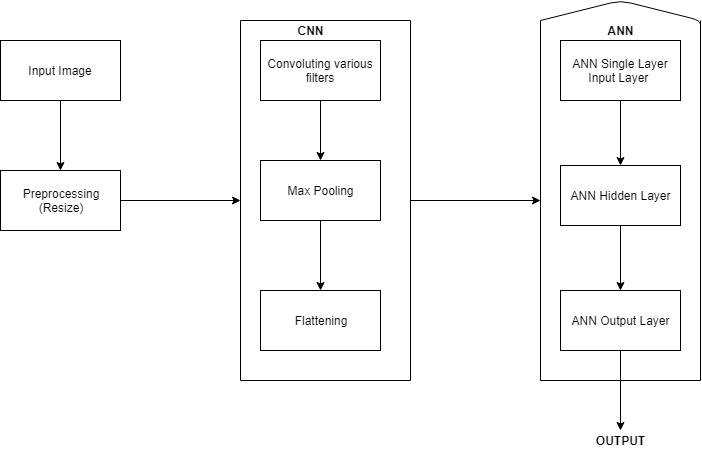 Input Image
Preprocessing
(Resize)
CNN
Convoluting various
filters
Max Pooling
Flattening
ANN
ANN Single Layer
Input Layer
ANN Hidden Layer
ANN Output Layer
OUTPUT